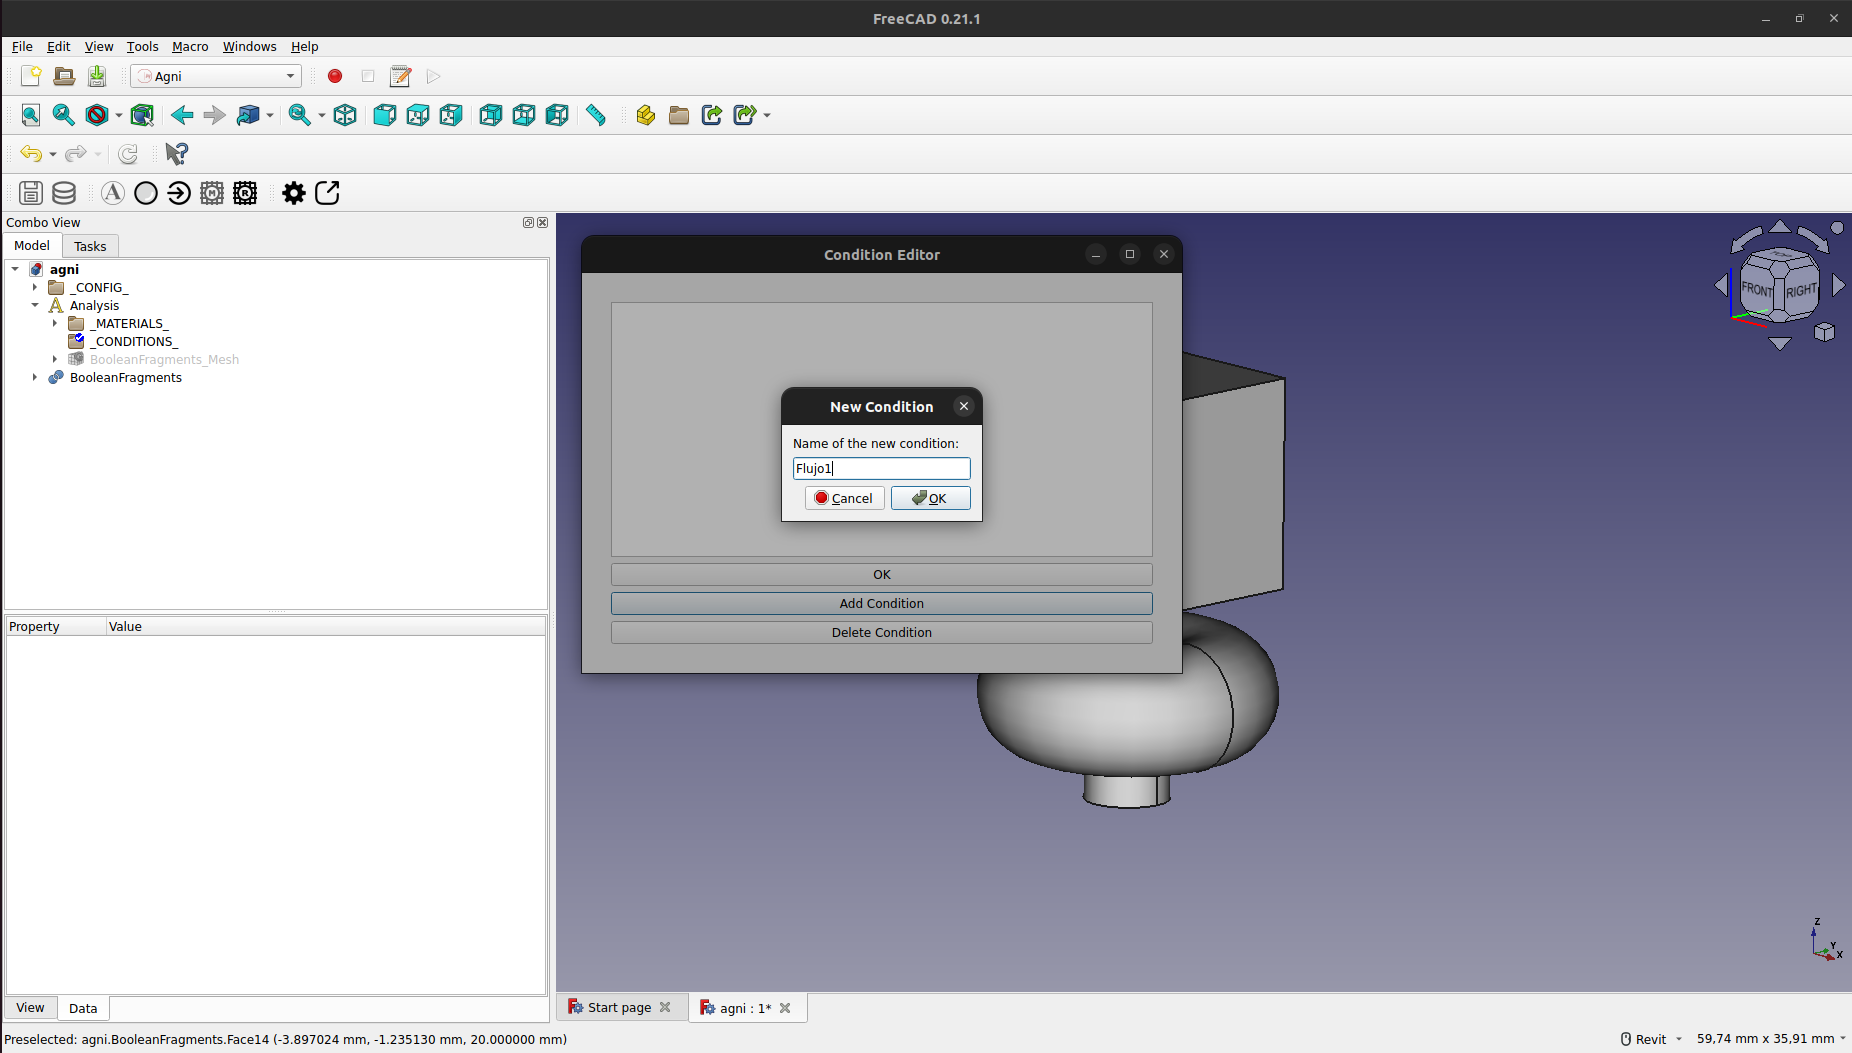 FreeCAD 0.21.1
File Edit View Tools Macro Windows Help
Agni
Combo View
Model Tasks
agni
_CONFIG_
Analysis
_MATERIALS_
_CONDITIONS_
BooleanFragments_Mesh
BooleanFragments
Property Value
View Data
Condition Editor
New Condition
Name of the new condition:
Flujo1
Cancel OK
OK
Add Condition
Delete Condition
TOP
FRONT RIGHT
Z
Y
X
Start page agni : 1*
Preselected: agni.BooleanFragments.Face14 (-3.897024 mm, -1.235130 mm, 20.000000 mm)
Revit 59,74 mm x 35,91 mm